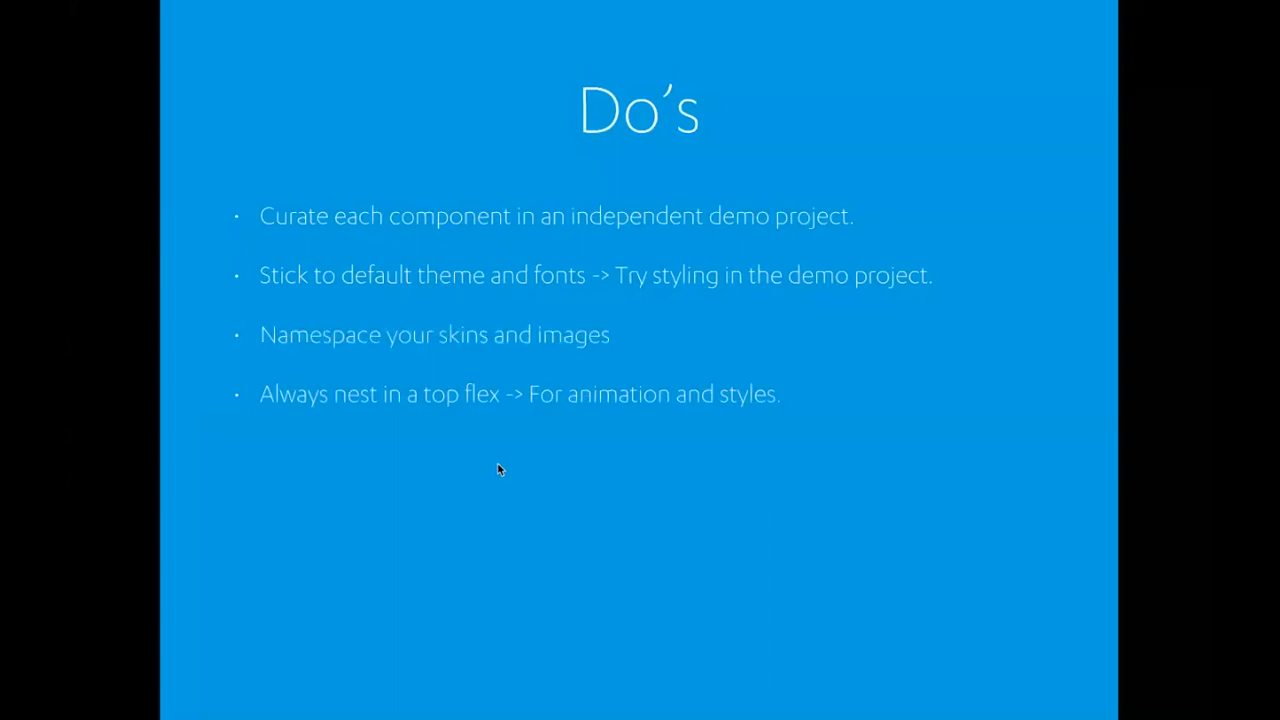 Do's
· Curate each component in an independent demo project.
· Stick to default theme and fonts -> Try styling in the demo project.
· Namespace your skins and images
· Always nest in a top flex -> For animation and styles.